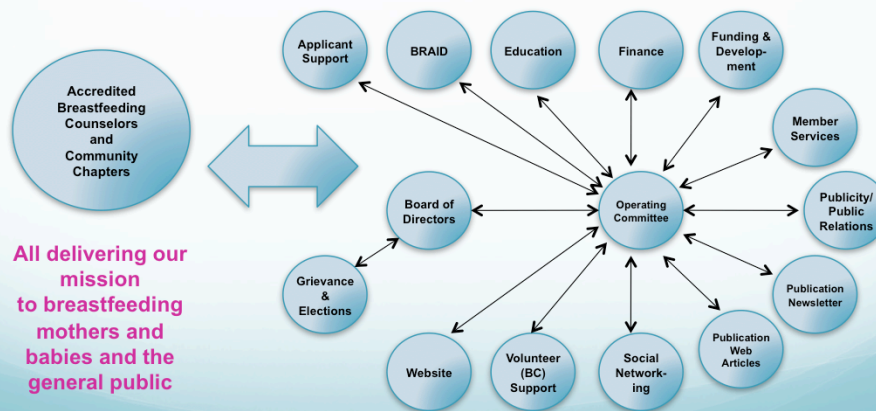 Accredited
Breastfeeding
Counselors
and
Community
Chapters
All delivering our
mission
to breastfeeding
mothers and
babies and the
general public
Applicant
Support
BRAID
Education
Finance
Funding &
Develop-
ment
Member
Services
Board of
Directors
Operating
Committee
Publicity/
Public
Relations
Grievance
&
Elections
Publication
Newsletter
Website
Volunteer
(BC)
Support
Social
Network-
ing
Publication
Web
Articles